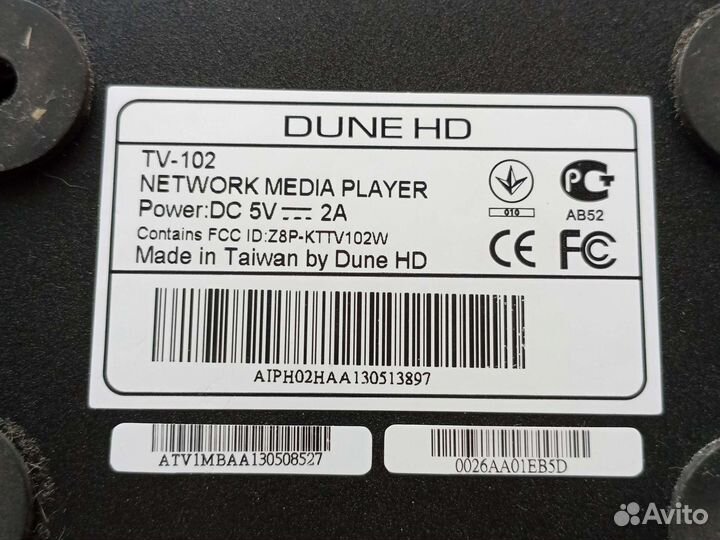 DUNE HD
TV-102
NETWORK MEDIA PLAYER
Power:DC 5V⎓2A
Contains FCC ID:Z8P-KTTV102W
Made in Taiwan by Dune HD
010
АВ52
CE FC
AIPH02HAA130513897
ATV1MBAA130508527
0026AA01EB5D
Avito